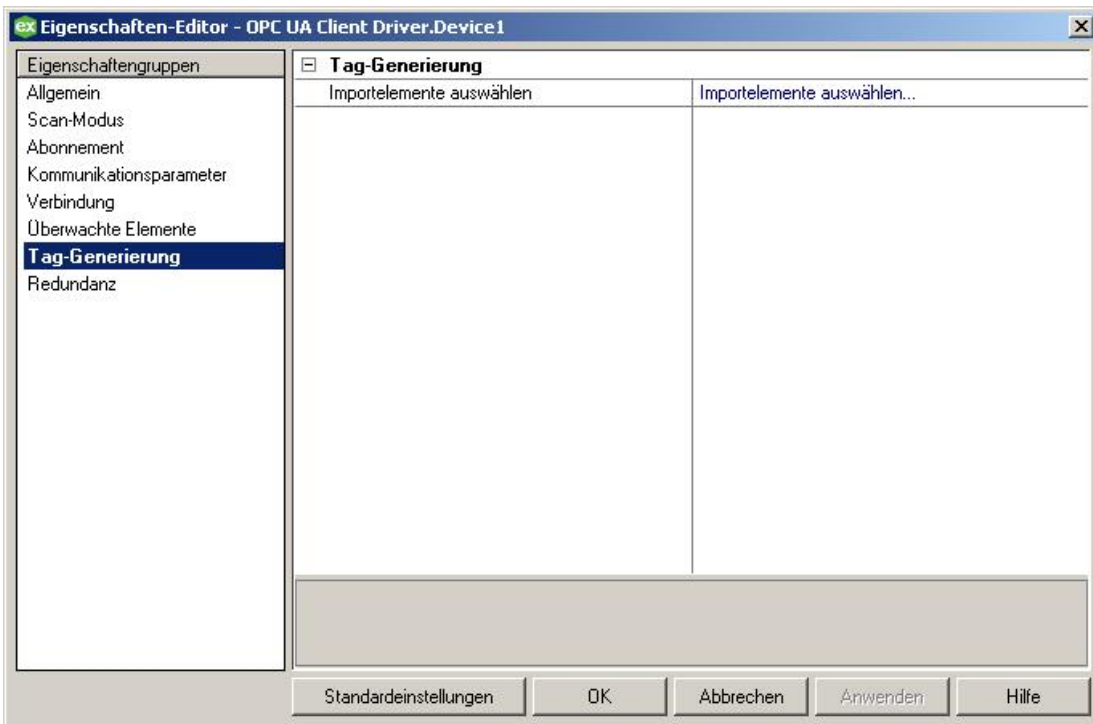 ex Eigenschaften-Editor - OPC UA Client Driver.Device1
Eigenschaftengruppen
Allgemein
Scan-Modus
Abonnement
Kommunikationsparameter
Verbindung
Überwachte Elemente
Tag-Generierung
Redundanz
Tag-Generierung
Importelemente auswählen
Importelemente auswählen...
Standardeinstellungen
OK
Abbrechen
Anwenden
Hilfe